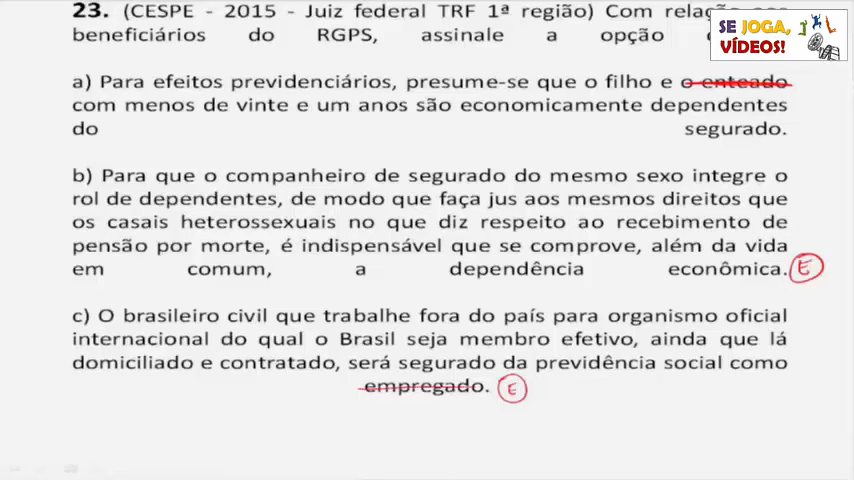 23. (CESPE - 2015 - Juiz federal TRF 1ª região) Com relação aos
beneficiários do RGPS, assinale a opção
SE JOGA,
VÍDEOS!
a) Para efeitos previdenciários, presume-se que o filho e o enteado
com menos de vinte e um anos são economicamente dependentes
do segurado.
b) Para que o companheiro de segurado do mesmo sexo integre o
rol de dependentes, de modo que faça jus aos mesmos direitos que
os casais heterossexuais no que diz respeito ao recebimento de
pensão por morte, é indispensável que se comprove, além da vida
em comum, a dependência econômica. E
c) O brasileiro civil que trabalhe fora do país para organismo oficial
internacional do qual o Brasil seja membro efetivo, ainda que lá
domiciliado e contratado, será segurado da previdência social como
empregado. E